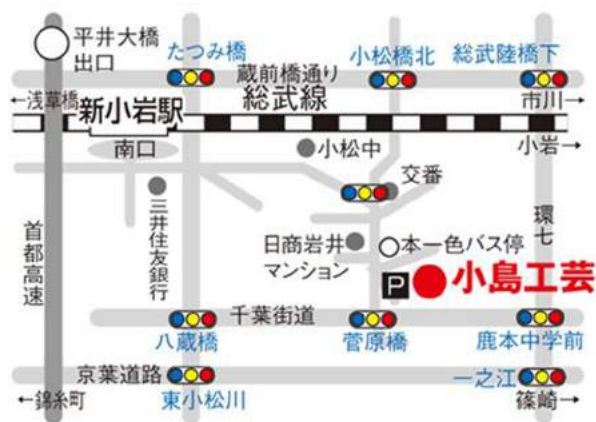 平井大橋
出口
たつみ橋
小松橋北
総武陸橋下
蔵前橋通り
←浅草橋
新小岩駅
総武線
市川→
南口
小松中
小岩→
交番
三井住友銀行
首都高速
環七
日商岩井
マンション
本一色バス停
P
小島工芸
千葉街道
八蔵橋
菅原橋
鹿本中学前
京葉道路
←錦糸町
東小松川
一之江
篠崎→